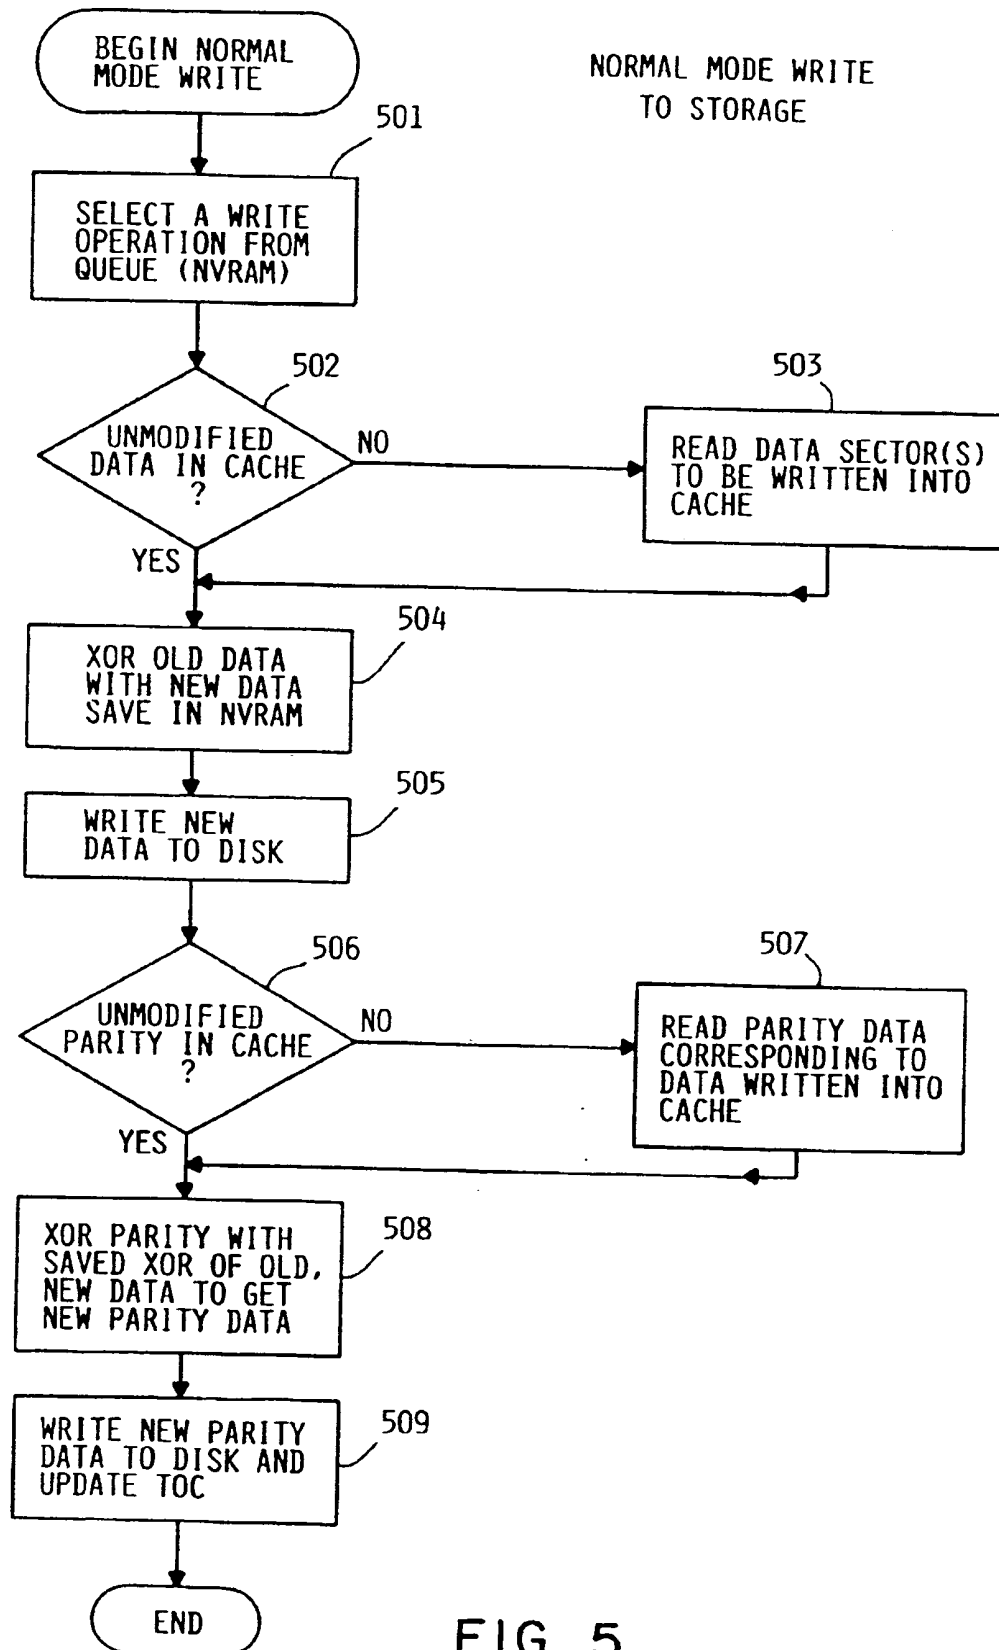 BEGIN NORMAL
MODE WRITE
NORMAL MODE WRITE
TO STORAGE
501
SELECT A WRITE
OPERATION FROM
QUEUE (NVRAM)
502
UNMODIFIED
DATA IN CACHE
?
NO
YES
503
READ DATA SECTOR(S)
TO BE WRITTEN INTO
CACHE
504
XOR OLD DATA
WITH NEW DATA
SAVE IN NVRAM
505
WRITE NEW
DATA TO DISK
506
UNMODIFIED
PARITY IN CACHE
?
NO
YES
507
READ PARITY DATA
CORRESPONDING TO
DATA WRITTEN INTO
CACHE
508
XOR PARITY WITH
SAVED XOR OF OLD,
NEW DATA TO GET
NEW PARITY DATA
509
WRITE NEW PARITY
DATA TO DISK AND
UPDATE TOC
END
FIG. 5